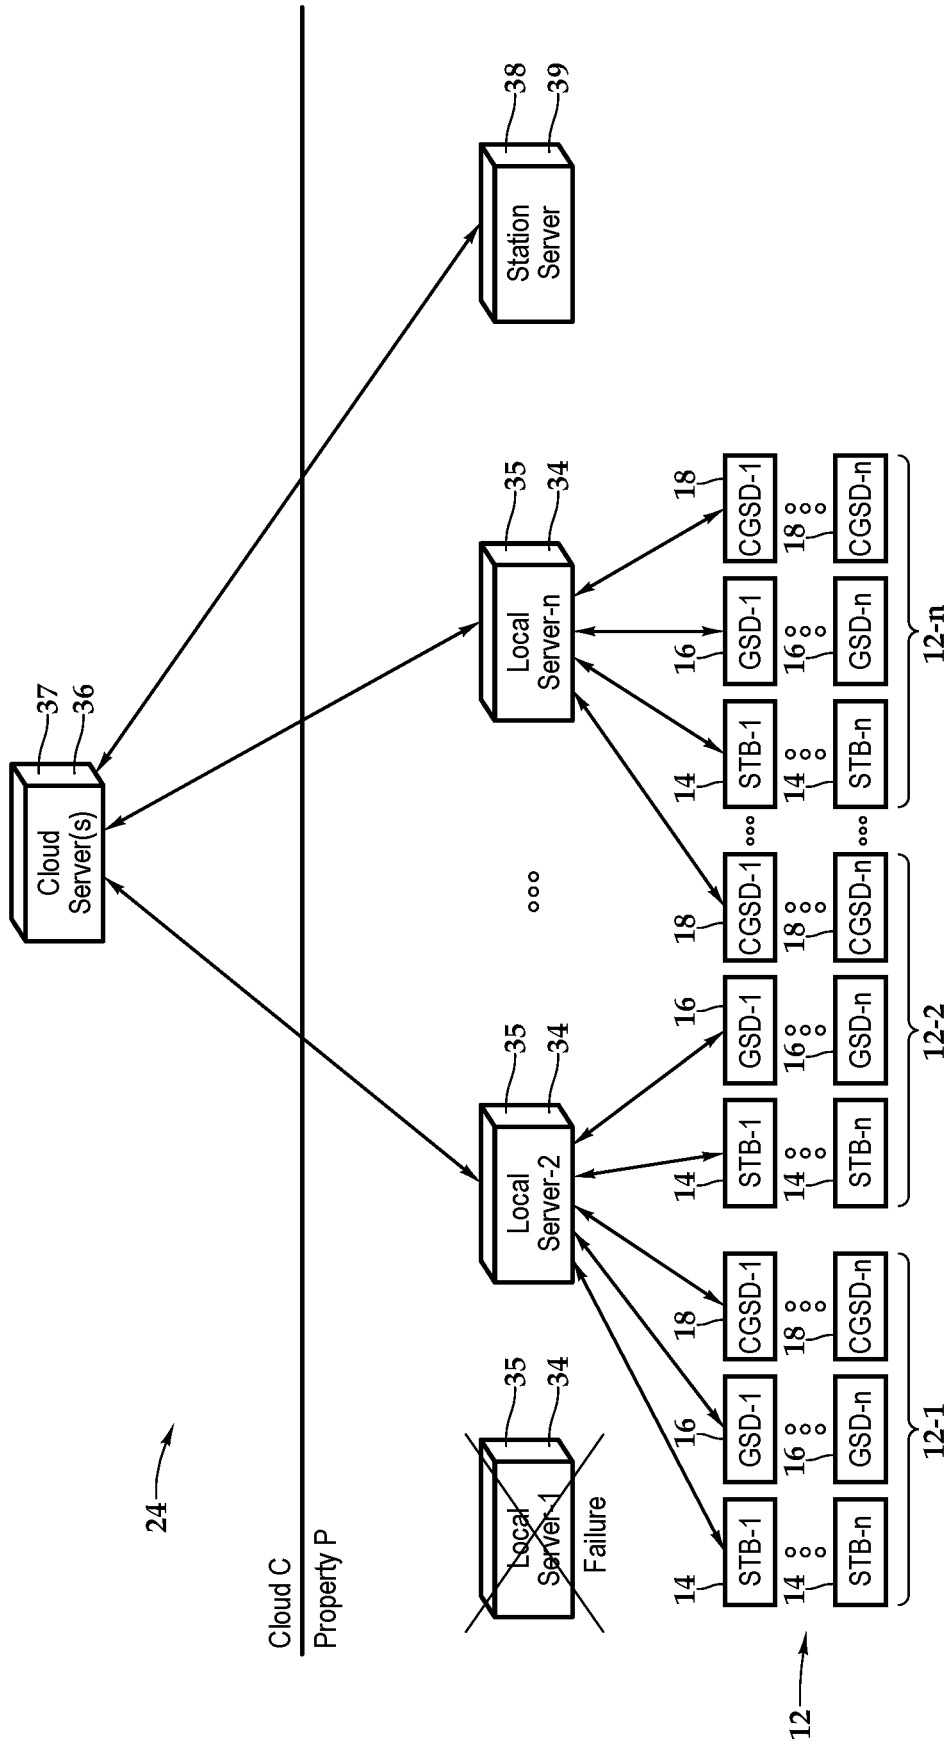 24
Cloud
Server(s)
37
36
Cloud C
Property P
Local
Server-1
Failure
35
34
Local
Server-2
35
34
Local
Server-n
35
34
Station
Server
38
39
12
14
STB-1
16
GSD-1
18
CGSD-1
14
STB-1
16
GSD-1
18
CGSD-1
14
STB-1
16
GSD-1
18
CGSD-1
14
STB-n
16
GSD-n
18
CGSD-n
14
STB-n
16
GSD-n
18
CGSD-n
14
STB-n
16
GSD-n
18
CGSD-n
12-1
12-2
12-n